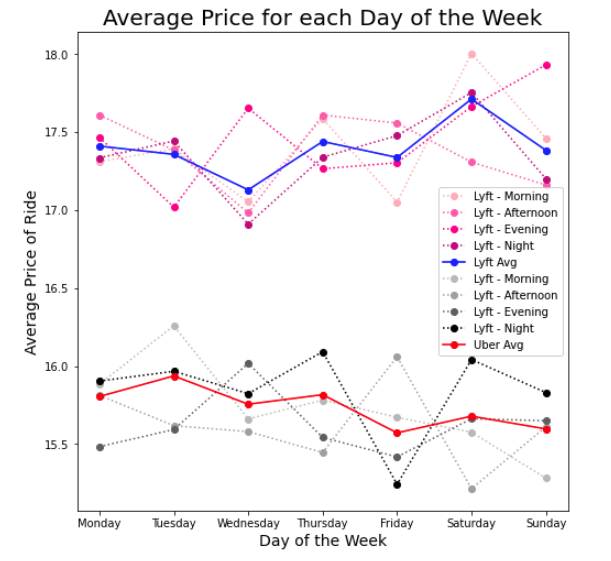 Average Price for each Day of the Week
18.0
17.5
17.0
16.5
16.0
15.5
Average Price of Ride
Lyft - Morning
Lyft - Afternoon
Lyft - Evening
Lyft - Night
Lyft Avg
Lyft - Morning
Lyft - Afternoon
Lyft - Evening
Lyft - Night
Uber Avg
Monday Tuesday Wednesday Thursday Friday Saturday Sunday
Day of the Week